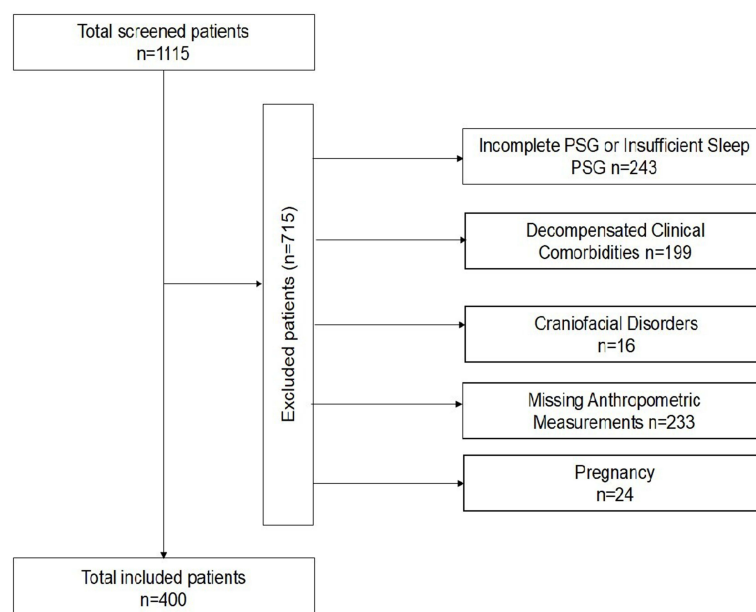 Total screened patients
n=1115
Excluded patients (n=715)
Incomplete PSG or Insufficient Sleep
PSG n=243
Decompensated Clinical
Comorbidities n=199
Craniofacial Disorders
n=16
Missing Anthropometric
Measurements n=233
Pregnancy
n=24
Total included patients
n=400